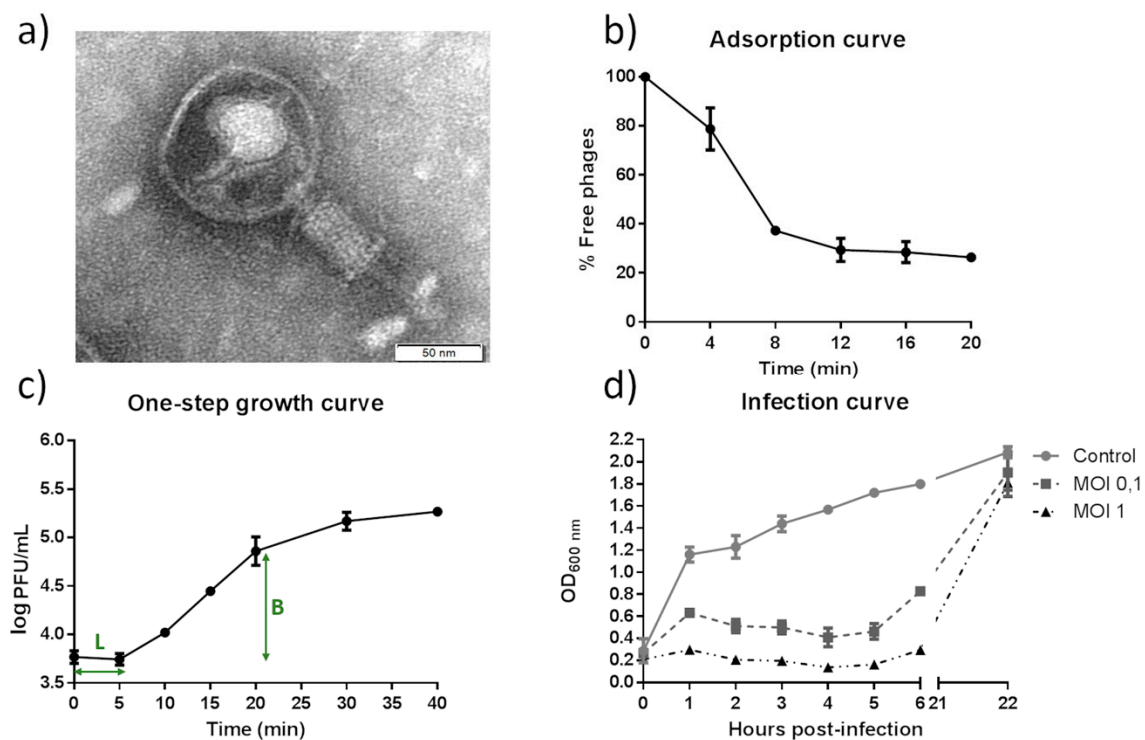 a)
50 nm
b)
Adsorption curve
% Free phages
100
80
60
40
20
0
0 4 8 12 16 20
Time (min)
c)
One-step growth curve
log PFU/mL
6.0
5.5
5.0
4.5
4.0
3.5
L
B
0 5 10 15 20 25 30 35 40
Time (min)
d)
Infection curve
OD600 nm
2.2
2.0
1.8
1.6
1.4
1.2
1.0
0.8
0.6
0.4
0.2
0.0
0 1 2 3 4 5 6 21 22
Hours post-infection
Control
MOI 0,1
MOI 1